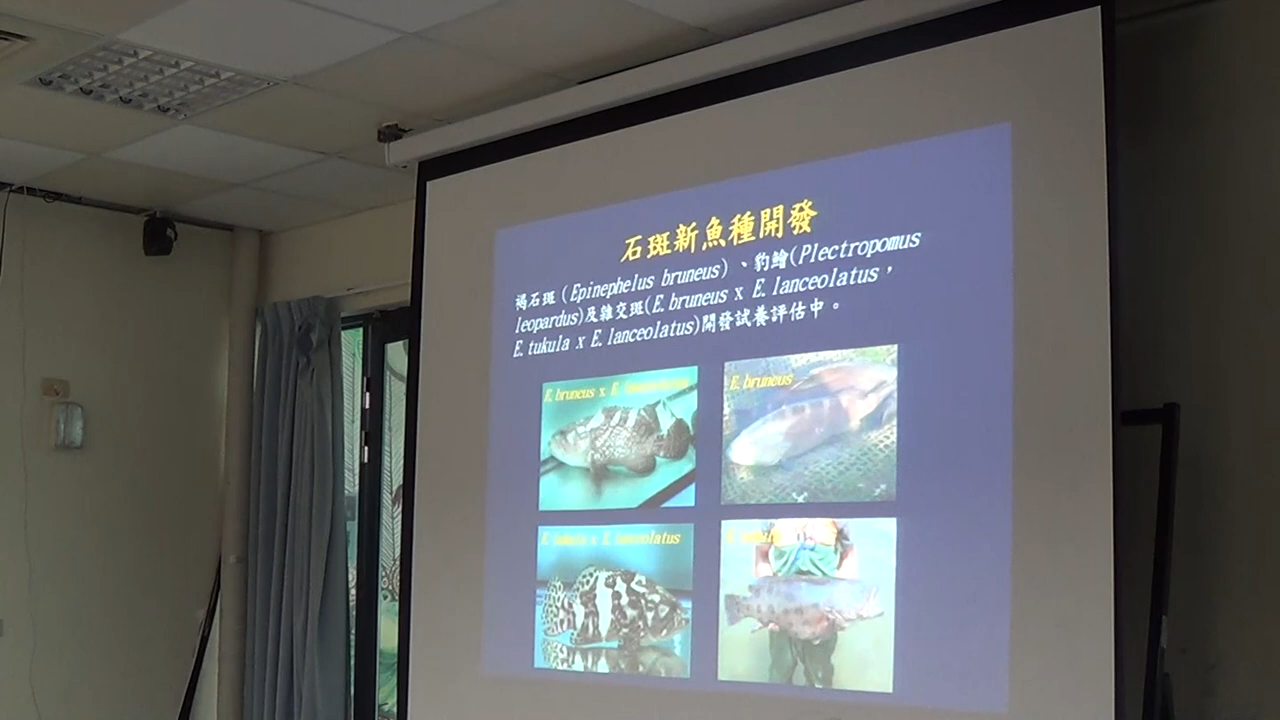 石斑新魚種開發
褐石斑 (Epinephelus bruneus)、豹鱠(Plectropomus
leopardus)及雜交斑(E. bruneus x E. lanceolatus,
E. tukula x E. lanceolatus)開發試養評估中。
E. bruneus x E.
E. bruneus
E. tukula x E. lanceolatus
E. tukula